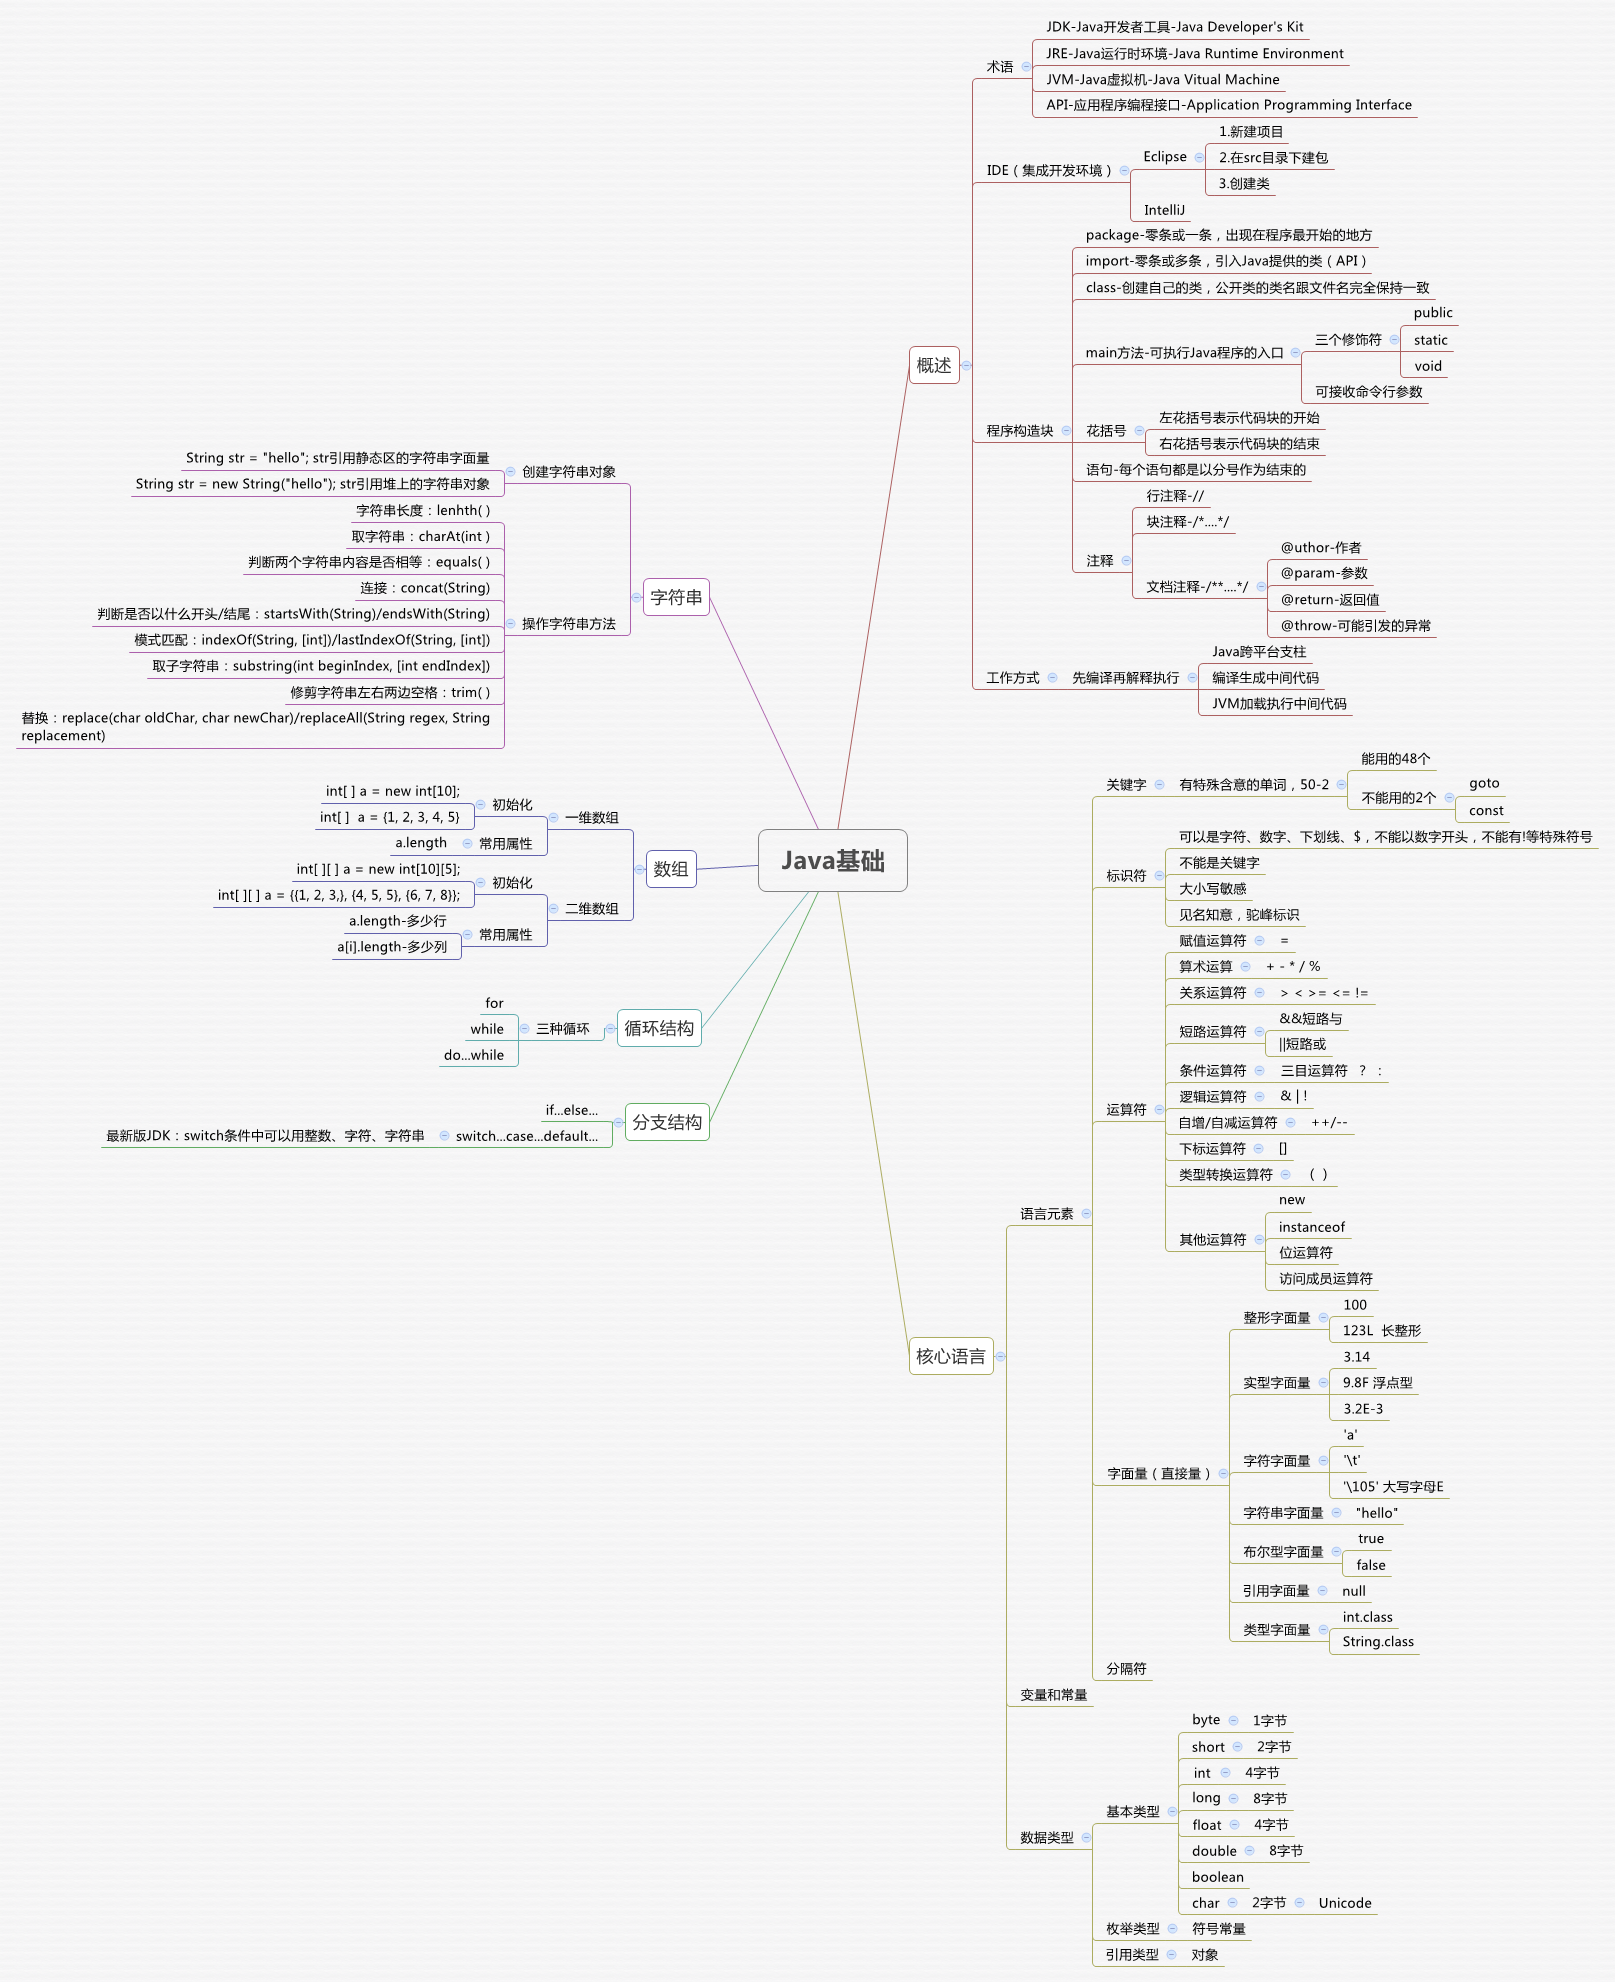 Java基础
概述
术语
JDK-Java开发者工具-Java Developer's Kit
JRE-Java运行时环境-Java Runtime Environment
JVM-Java虚拟机-Java Vitual Machine
API-应用程序编程接口-Application Programming Interface
IDE（集成开发环境）
Eclipse
1.新建项目
2.在src目录下建包
3.创建类
IntelliJ
程序构造块
package-零条或一条，出现在程序最开始的地方
import-零条或多条，引入Java提供的类（API）
class-创建自己的类，公开类的类名跟文件名完全保持一致
main方法-可执行Java程序的入口
三个修饰符
public
static
void
可接收命令行参数
花括号
左花括号表示代码块的开始
右花括号表示代码块的结束
语句-每个语句都是以分号作为结束的
注释
行注释-//
块注释-/*....*/
文档注释-/**....*/
@uthor-作者
@param-参数
@return-返回值
@throw-可能引发的异常
工作方式
先编译再解释执行
Java跨平台支柱
编译生成中间代码
JVM加载执行中间代码
字符串
创建字符串对象
String str = "hello"; str引用静态区的字符串字面量
String str = new String("hello"); str引用堆上的字符串对象
操作字符串方法
字符串长度：lenhth( )
取字符串：charAt(int )
判断两个字符串内容是否相等：equals( )
连接：concat(String)
判断是否以什么开头/结尾：startsWith(String)/endsWith(String)
模式匹配：indexOf(String, [int])/lastIndexOf(String, [int])
取子字符串：substring(int beginIndex, [int endIndex])
修剪字符串左右两边空格：trim( )
替换：replace(char oldChar, char newChar)/replaceAll(String regex, String
replacement)
数组
一维数组
初始化
int[ ] a = new int[10];
int[ ]  a = {1, 2, 3, 4, 5}
常用属性
a.length
二维数组
初始化
int[ ][ ] a = new int[10][5];
int[ ][ ] a = {{1, 2, 3,}, {4, 5, 5}, {6, 7, 8}};
常用属性
a.length-多少行
a[i].length-多少列
循环结构
三种循环
for
while
do...while
分支结构
if...else...
switch...case...default...
最新版JDK：switch条件中可以用整数、字符、字符串
核心语言
语言元素
关键字
有特殊含意的单词，50-2
能用的48个
不能用的2个
goto
const
标识符
可以是字符、数字、下划线、$，不能以数字开头，不能有!等特殊符号
不能是关键字
大小写敏感
见名知意，驼峰标识
运算符
赋值运算符
=
算术运算
+ - * / %
关系运算符
> < >= <= !=
短路运算符
&&短路与
||短路或
条件运算符
三目运算符   ?   :
逻辑运算符
& | !
自增/自减运算符
++/--
下标运算符
[]
类型转换运算符
（ ）
其他运算符
new
instanceof
位运算符
访问成员运算符
字面量（直接量）
整形字面量
100
123L  长整形
实型字面量
3.14
9.8F 浮点型
3.2E-3
字符字面量
'a'
'\t'
'\105' 大写字母E
字符串字面量
"hello"
布尔型字面量
true
false
引用字面量
null
类型字面量
int.class
String.class
分隔符
变量和常量
数据类型
基本类型
byte
1字节
short
2字节
int
4字节
long
8字节
float
4字节
double
8字节
boolean
char
2字节
Unicode
枚举类型
符号常量
引用类型
对象